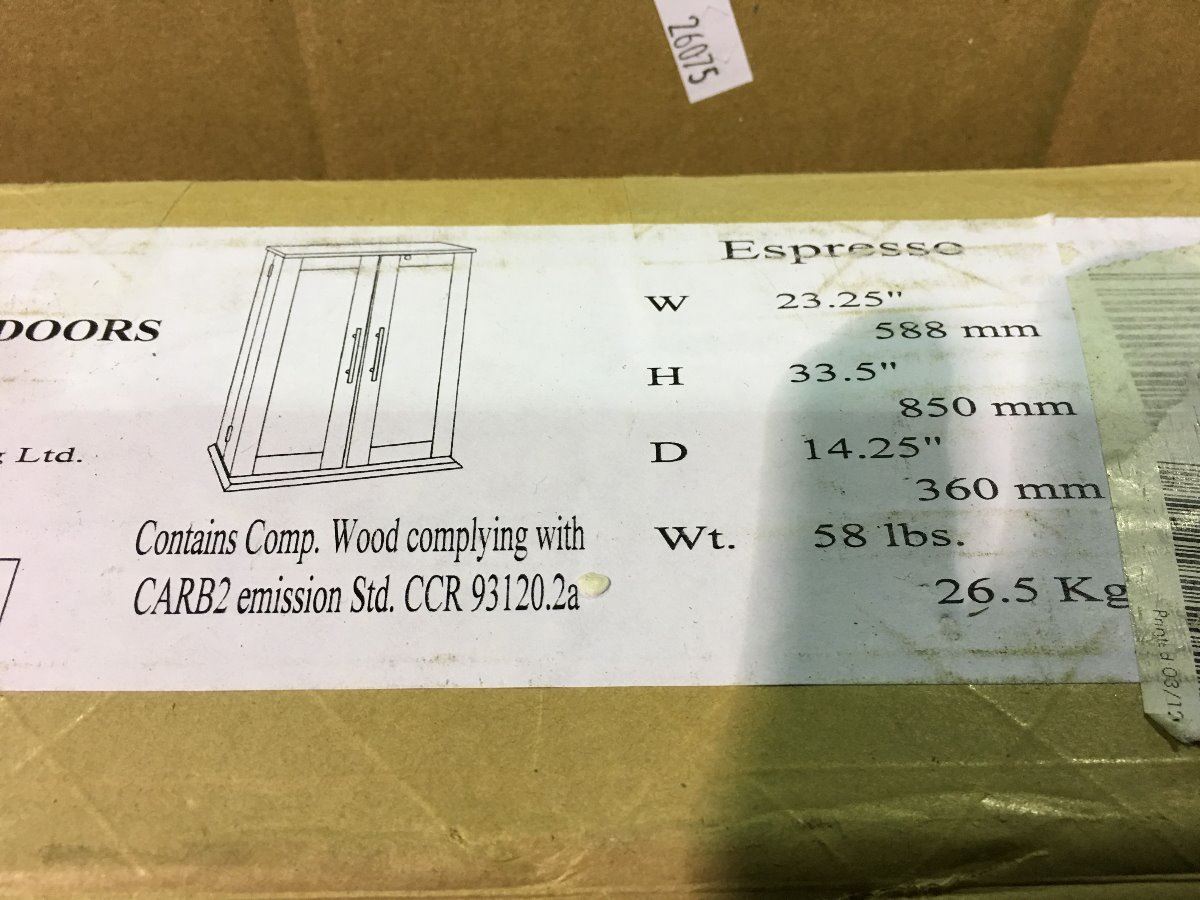 26075
DOORS
Ltd.
Contains Comp. Wood complying with
CARB2 emission Std. CCR 93120.2a
Espresso
W 23.25"
588 mm
H 33.5"
850 mm
D 14.25"
360 mm
Wt. 58 lbs.
26.5 Kg
Printed